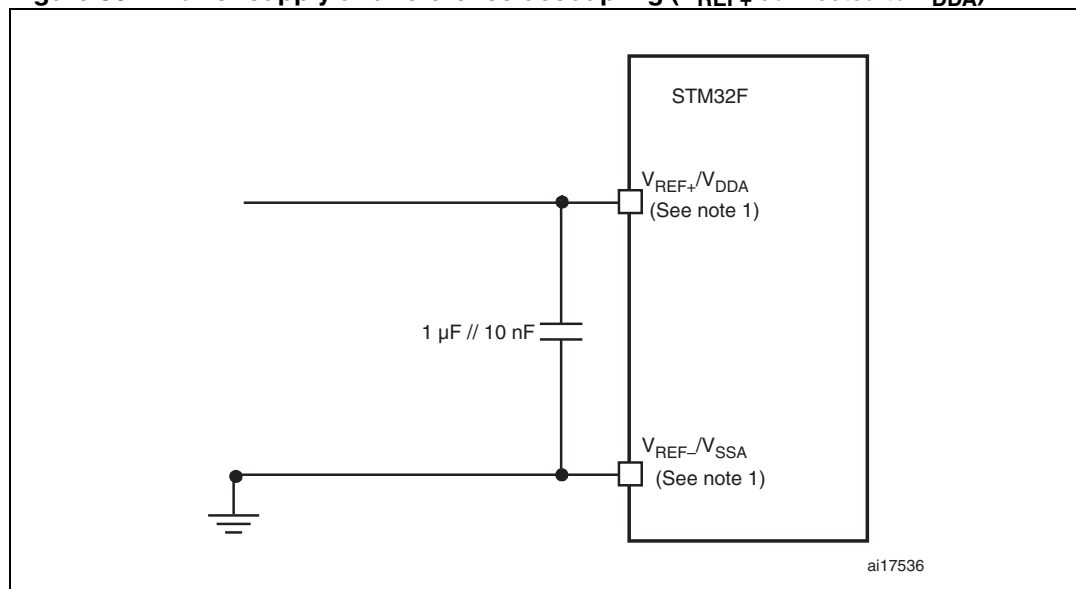 STM32F
VREF+/VDDA
(See note 1)
1 µF // 10 nF
VREF–/VSSA
(See note 1)
ai17536